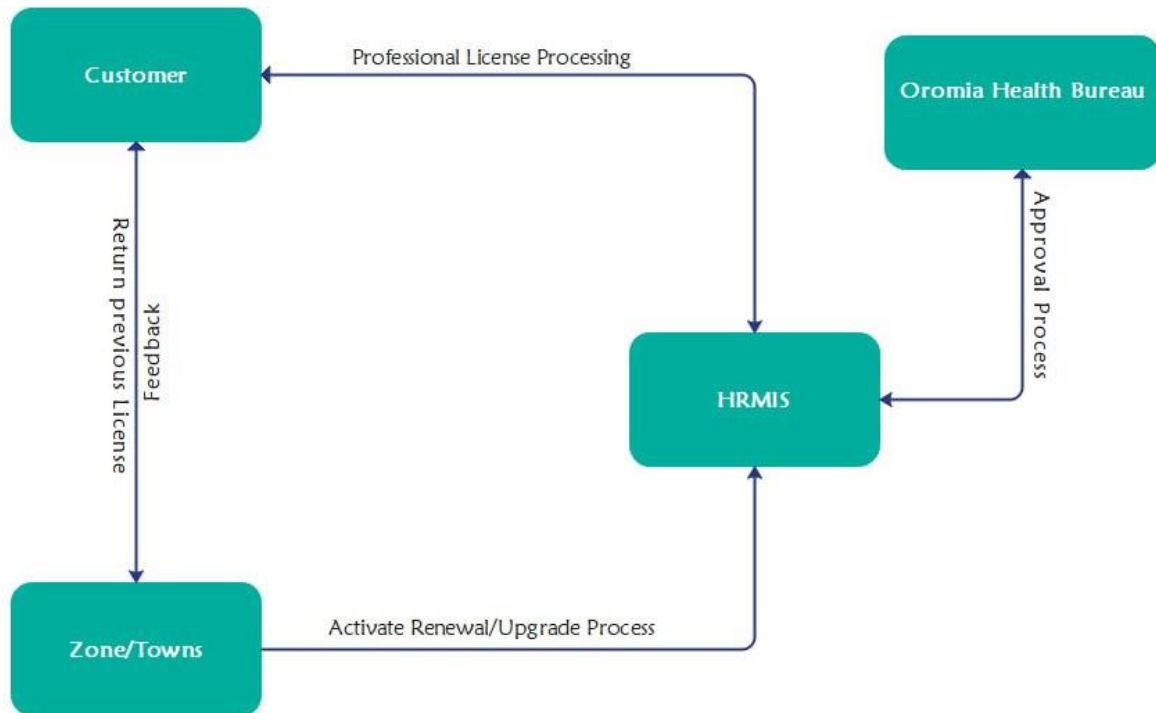 Customer
Professional License Processing
Oromia Health Bureau
Return previous License
Feedback
Approval Process
HRMIS
Activate Renewal/Upgrade Process
Zone/Towns